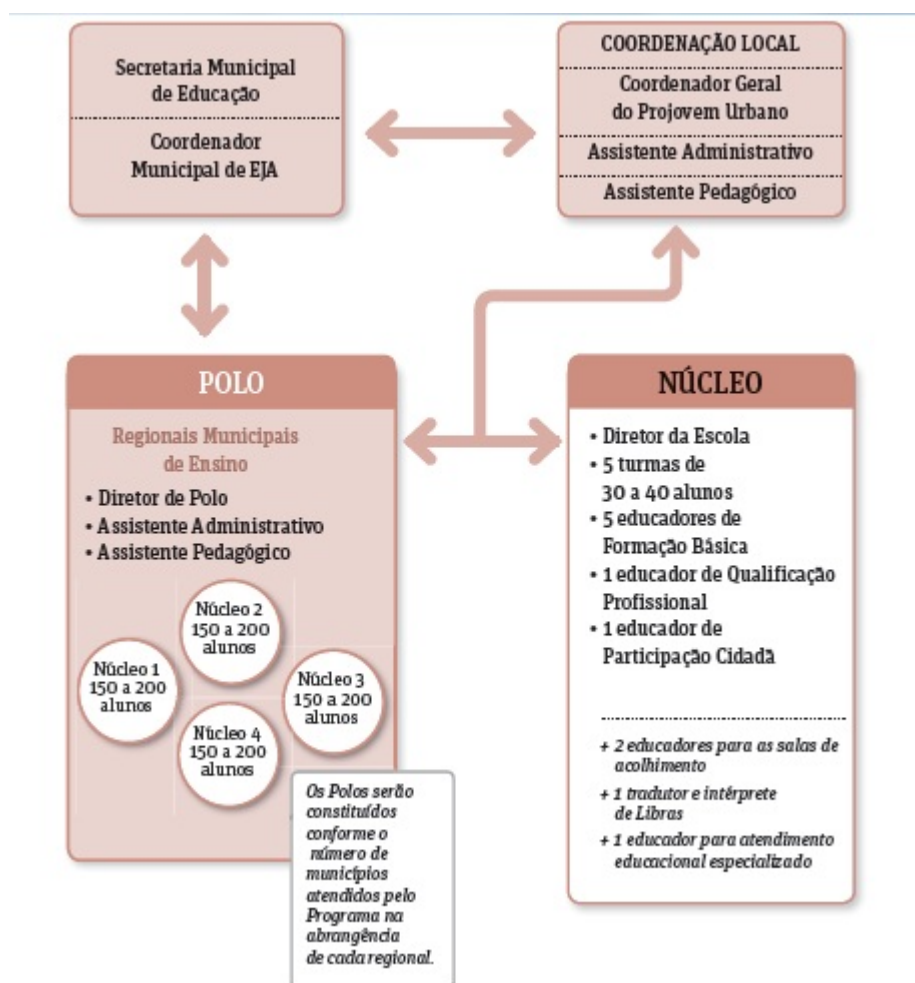 Secretaria Municipal
de Educação
Coordenador
Municipal de EJA
COORDENAÇÃO LOCAL
Coordenador Geral
do Projovem Urbano
Assistente Administrativo
Assistente Pedagógico
POLO
Regionais Municipais
de Ensino
• Diretor de Polo
• Assistente Administrativo
• Assistente Pedagógico
Núcleo 1
150 a 200
alunos
Núcleo 2
150 a 200
alunos
Núcleo 3
150 a 200
alunos
Núcleo 4
150 a 200
alunos
Os Polos serão
constituídos
conforme o
número de
municípios
atendidos pelo
Programa na
abrangência
de cada regional.
NÚCLEO
• Diretor da Escola
• 5 turmas de
30 a 40 alunos
• 5 educadores de
Formação Básica
• 1 educador de Qualificação
Profissional
• 1 educador de
Participação Cidadã
+ 2 educadores para as salas de
acolhimento
+ 1 tradutor e intérprete
de Libras
+ 1 educador para atendimento
educacional especializado